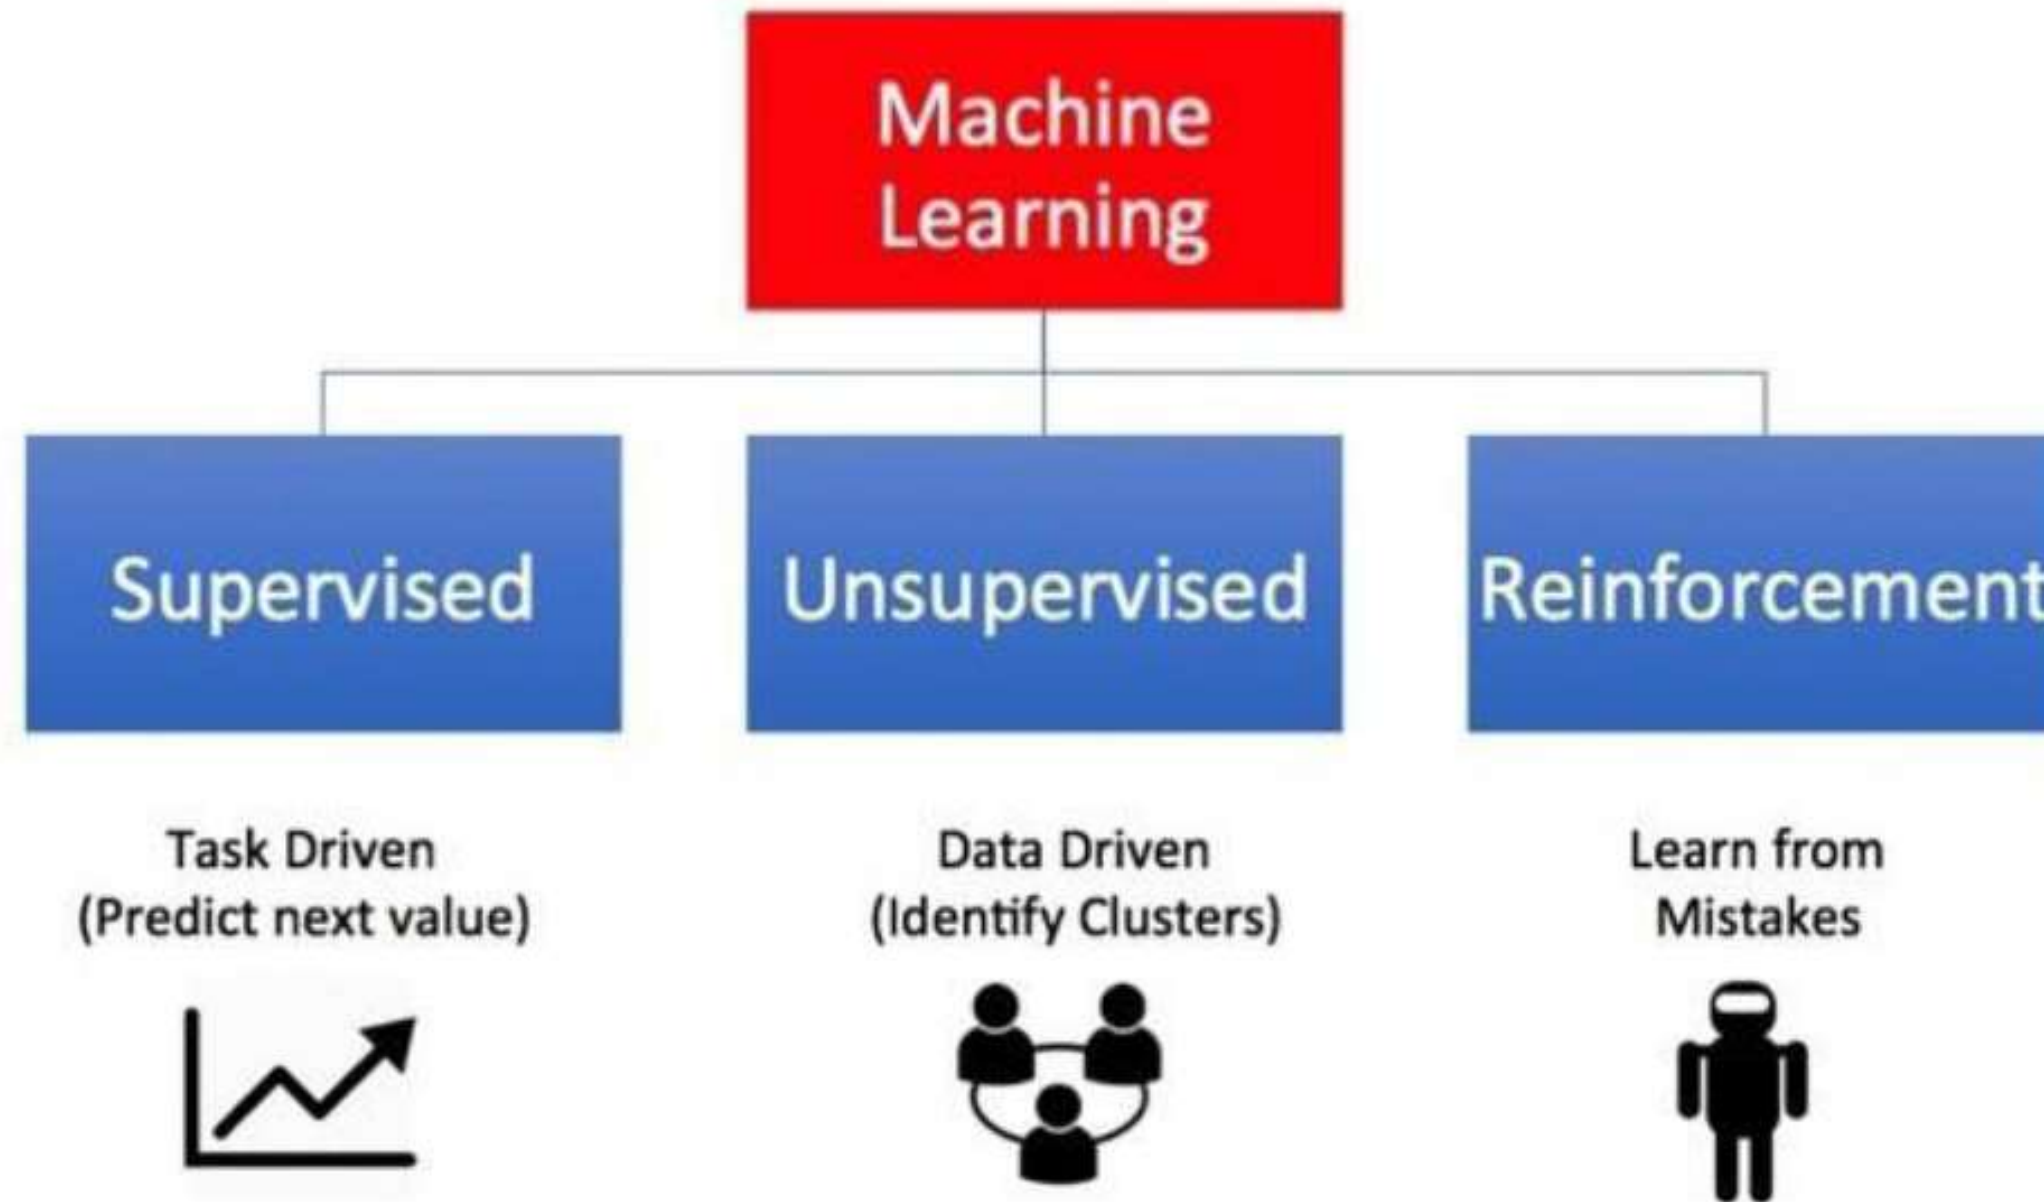 Machine
Learning
Supervised
Unsupervised
Reinforcement
Task Driven
(Predict next value)
Data Driven
(Identify Clusters)
Learn from
Mistakes